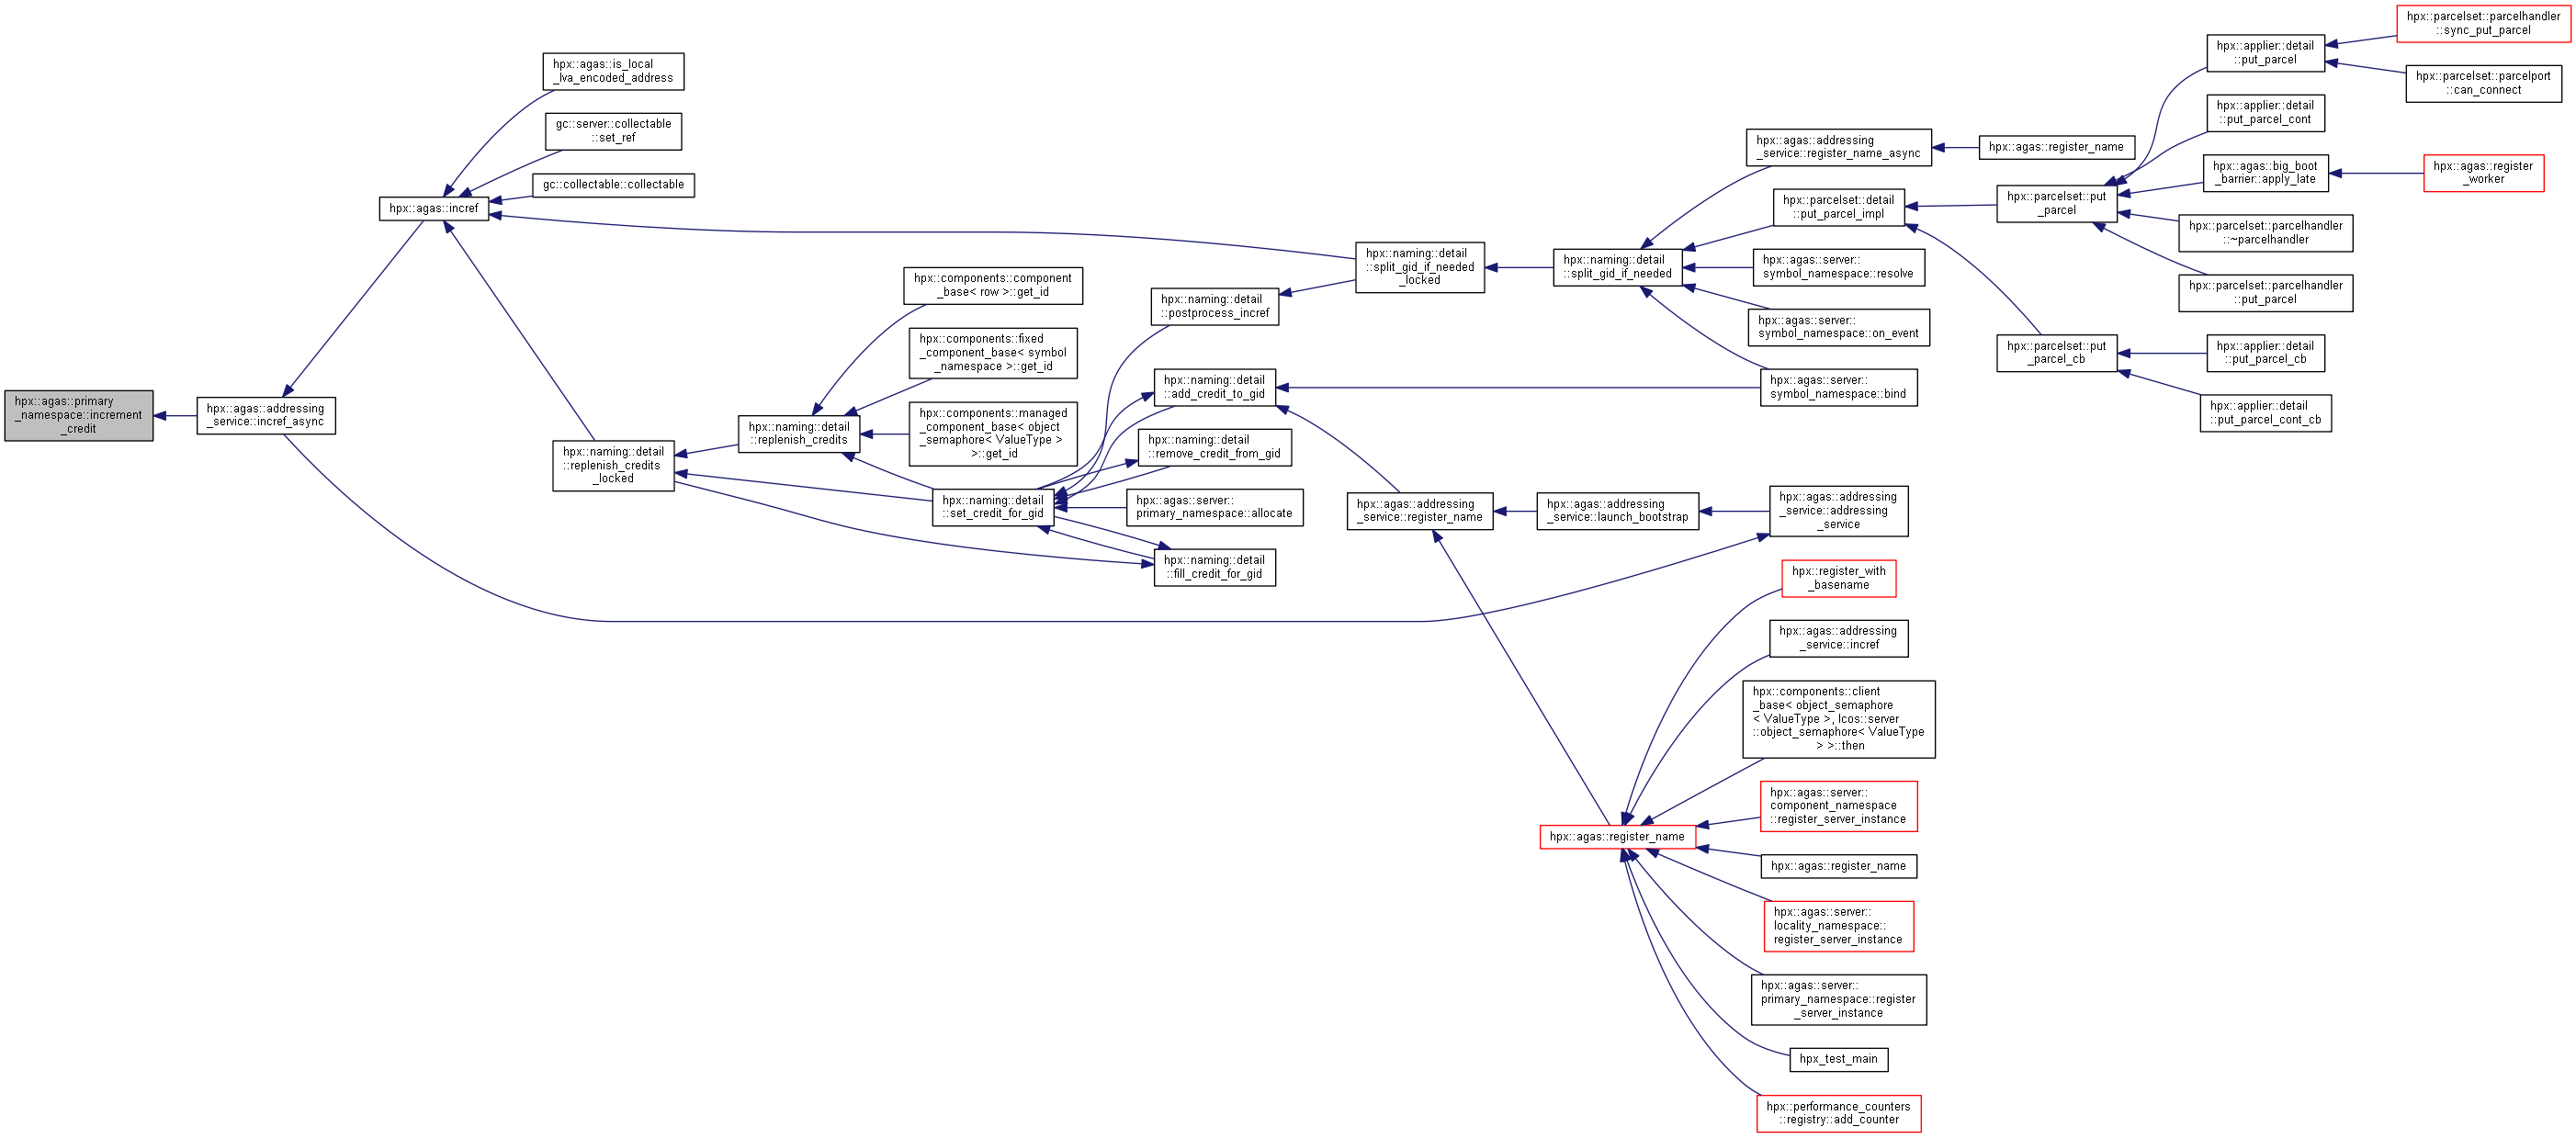 hpx::agas::primary
_namespace::increment
_credit
hpx::agas::addressing
_service::incref_async
hpx::agas::incref
hpx::agas::is_local
_lva_encoded_address
gc::server::collectable
::set_ref
gc::collectable::collectable
hpx::naming::detail
::replenish_credits
_locked
hpx::naming::detail
::replenish_credits
hpx::components::component
_base< row >::get_id
hpx::components::fixed
_component_base< symbol
_namespace >::get_id
hpx::components::managed
_component_base< object
_semaphore< ValueType >
>::get_id
hpx::naming::detail
::set_credit_for_gid
hpx::naming::detail
::postprocess_incref
hpx::naming::detail
::add_credit_to_gid
hpx::naming::detail
::remove_credit_from_gid
hpx::agas::server::
primary_namespace::allocate
hpx::naming::detail
::fill_credit_for_gid
hpx::naming::detail
::split_gid_if_needed
_locked
hpx::agas::addressing
_service::register_name
hpx::naming::detail
::split_gid_if_needed
hpx::agas::addressing
_service::launch_bootstrap
hpx::agas::register_name
hpx::agas::addressing
_service::register_name_async
hpx::parcelset::detail
::put_parcel_impl
hpx::agas::server::
symbol_namespace::resolve
hpx::agas::server::
symbol_namespace::on_event
hpx::agas::server::
symbol_namespace::bind
hpx::agas::addressing
_service::addressing
_service
hpx::register_with
_basename
hpx::agas::addressing
_service::incref
hpx::components::client
_base< object_semaphore
< ValueType >, lcos::server
::object_semaphore< ValueType
> >::then
hpx::agas::server::
component_namespace
::register_server_instance
hpx::agas::register_name
hpx::agas::server::
locality_namespace::
register_server_instance
hpx::agas::server::
primary_namespace::register
_server_instance
hpx_test_main
hpx::performance_counters
::registry::add_counter
hpx::agas::register_name
hpx::parcelset::put
_parcel
hpx::parcelset::put
_parcel_cb
hpx::applier::detail
::put_parcel
hpx::applier::detail
::put_parcel_cont
hpx::agas::big_boot
_barrier::apply_late
hpx::parcelset::parcelhandler
::~parcelhandler
hpx::parcelset::parcelhandler
::put_parcel
hpx::applier::detail
::put_parcel_cb
hpx::applier::detail
::put_parcel_cont_cb
hpx::parcelset::parcelhandler
::sync_put_parcel
hpx::parcelset::parcelport
::can_connect
hpx::agas::register
_worker